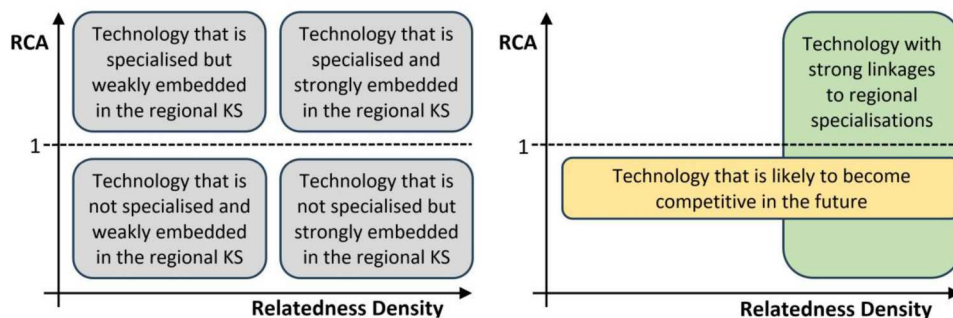 RCA
Technology that is
specialised but
weakly embedded
in the regional KS
Technology that is
specialised and
strongly embedded
in the regional KS
1
Technology that is
not specialised and
weakly embedded
in the regional KS
Technology that is
not specialised but
strongly embedded
in the regional KS
Relatedness Density
RCA
Technology with
strong linkages
to regional
specialisations
1
Technology that is likely to become
competitive in the future
Relatedness Density